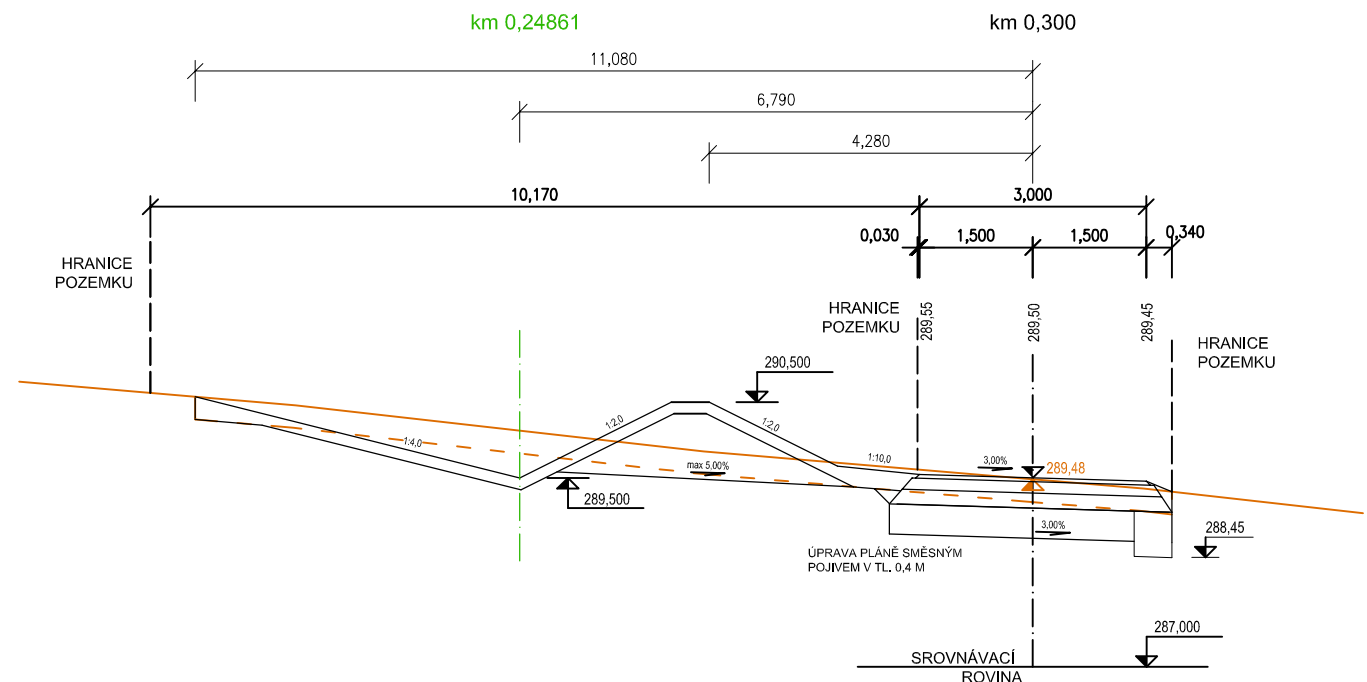 km 0,24861
km 0,300
11,080
6,790
4,280
10,170
3,000
0,030
1,500
1,500
0,340
HRANICE
POZEMKU
HRANICE
POZEMKU
289,55
289,50
289,45
HRANICE
POZEMKU
290,500
1:2,0
1:2,0
1:4,0
max 5,00%
1:10,0
3,00%
289,48
289,500
3,00%
288,45
ÚPRAVA PLÁNĚ SMĚSNÝM
POJIVEM V TL. 0,4 M
287,000
SROVNÁVACÍ
ROVINA